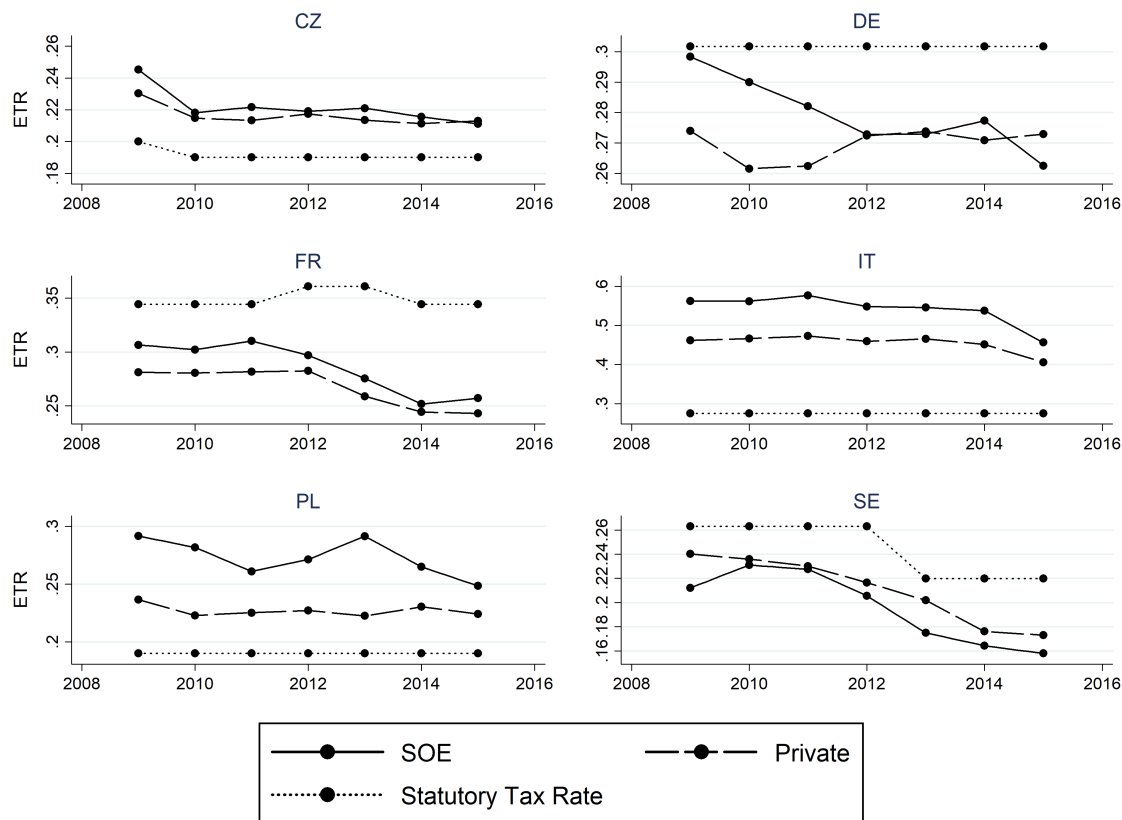 CZ
ETR
.26
.24
.22
.2
.18
2008 2010 2012 2014 2016
DE
.3
.29
.28
.27
.26
2008 2010 2012 2014 2016
FR
ETR
.35
.3
.25
2008 2010 2012 2014 2016
IT
.6
.5
.4
.3
2008 2010 2012 2014 2016
PL
ETR
.3
.25
.2
2008 2010 2012 2014 2016
SE
.26
.24
.22
.2
.18
.16
2008 2010 2012 2014 2016
SOE Private
Statutory Tax Rate